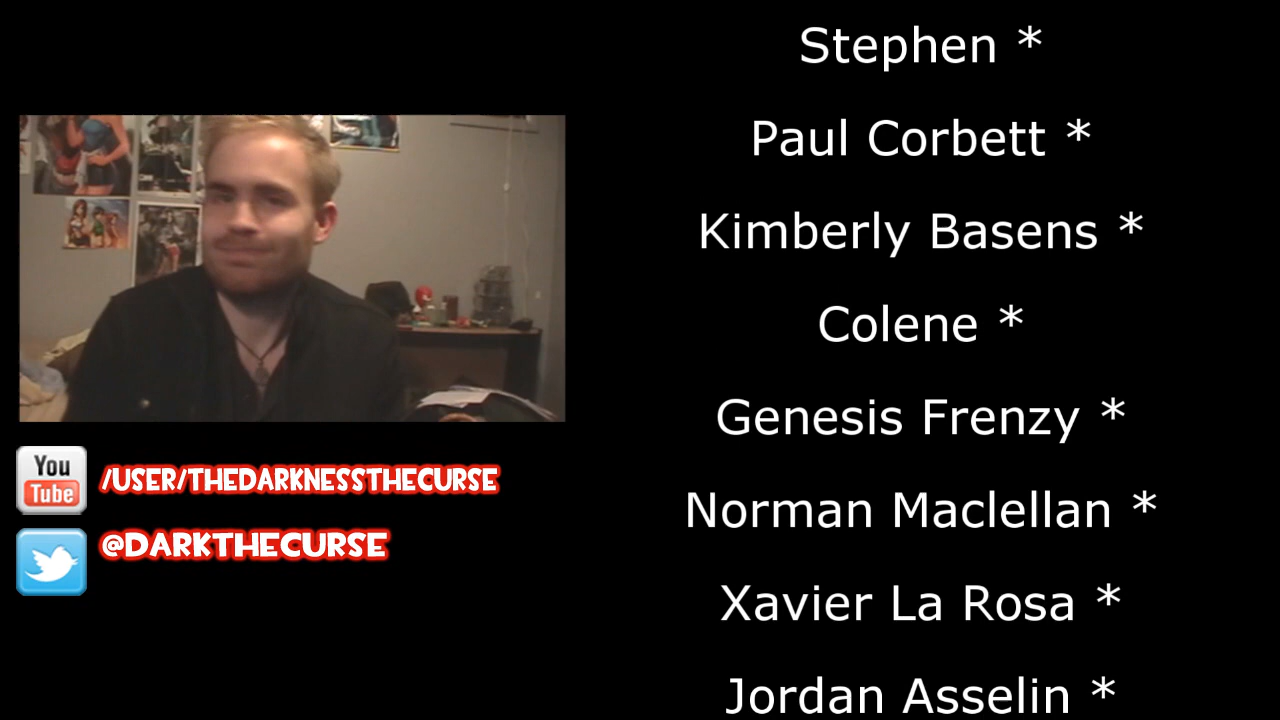 Stephen *
Paul Corbett *
Kimberly Basens *
Colene *
Genesis Frenzy *
Norman Maclellan *
Xavier La Rosa *
Jordan Asselin *
You
Tube
/USER/THEDARKNESSTHECURSE
@DARKTHECURSE